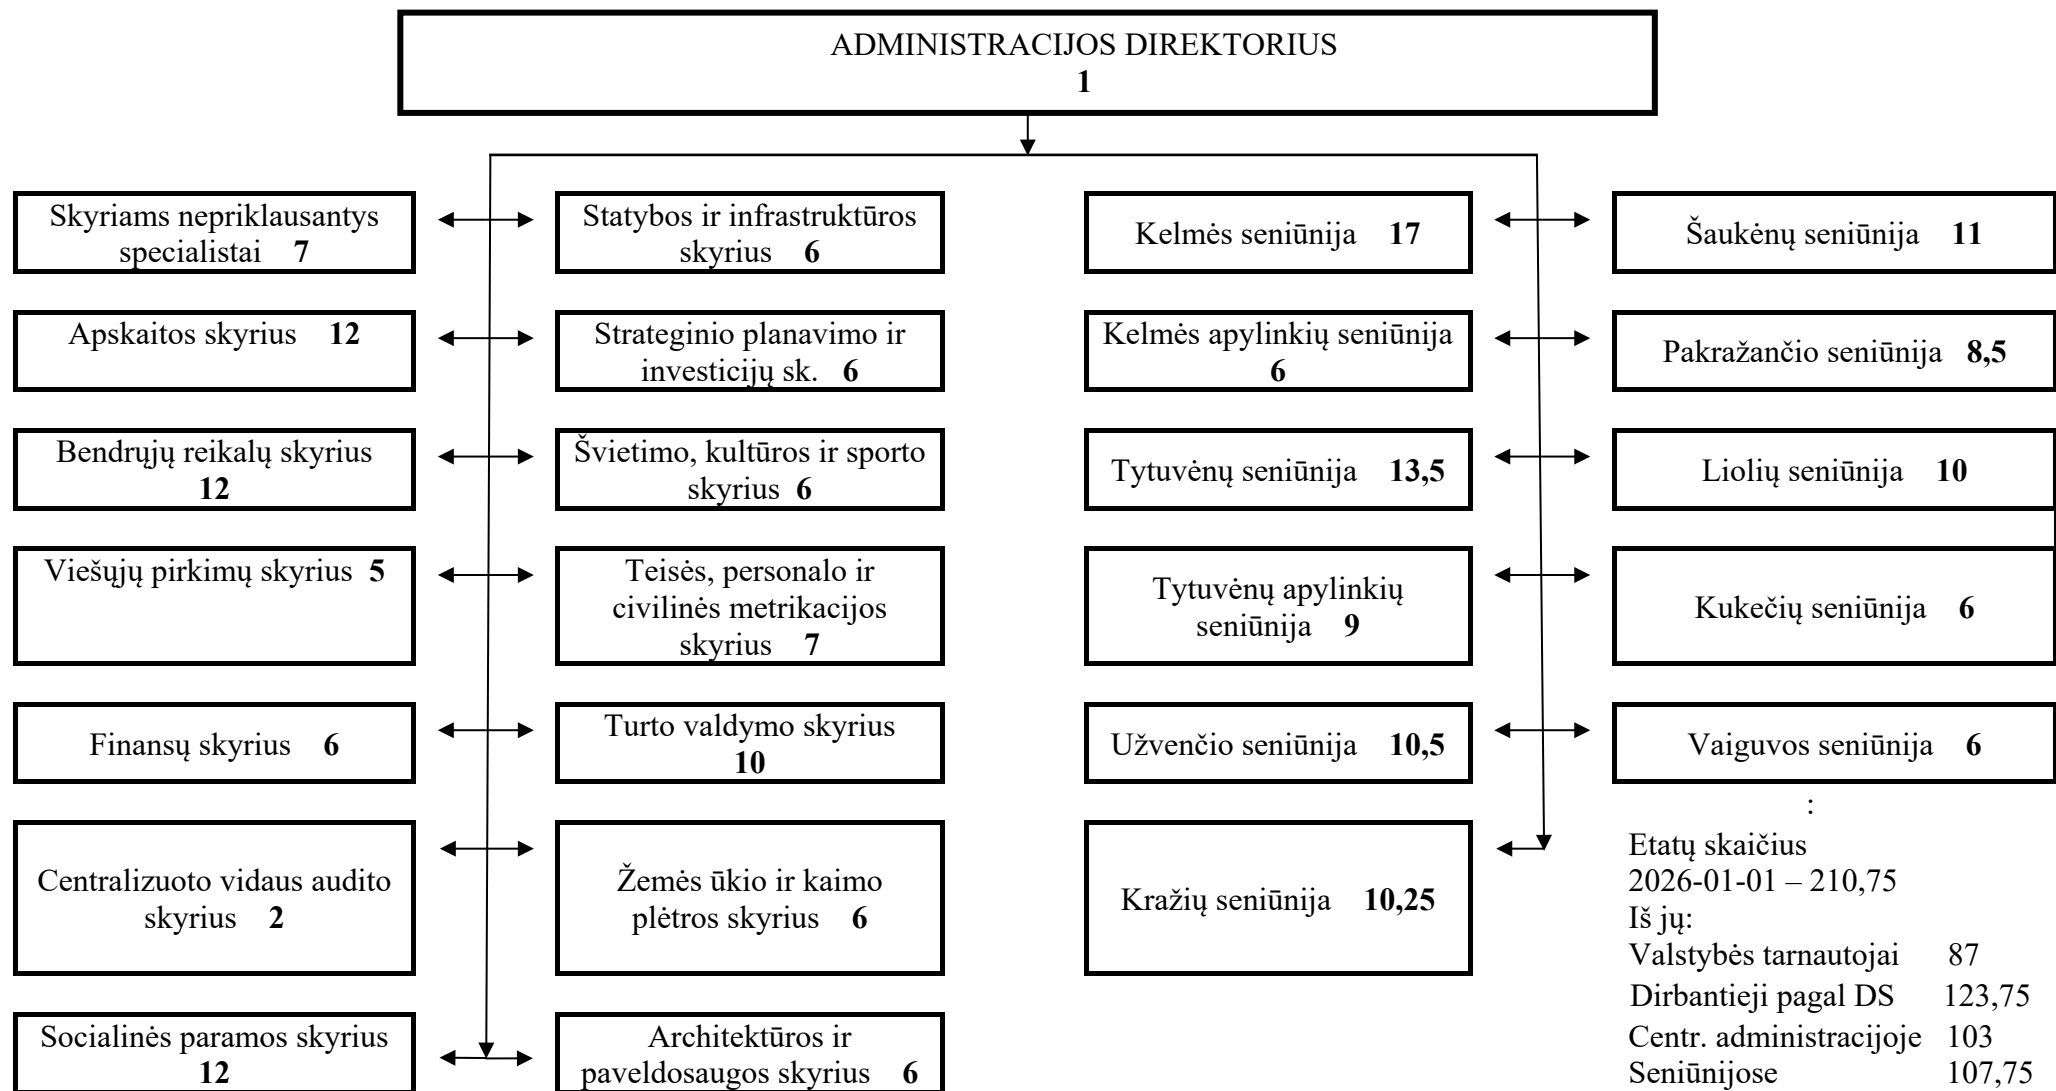 ADMINISTRACIJOS DIREKTORIUS
1
Skyriams nepriklausantys
specialistai 7
Statybos ir infrastruktūros
skyrius 6
Kelmės seniūnija 17
Šaukėnų seniūnija 11
Apskaitos skyrius 12
Strateginio planavimo ir
investicijų sk. 6
Kelmės apylinkių seniūnija
6
Pakražančio seniūnija 8,5
Bendrųjų reikalų skyrius
12
Švietimo, kultūros ir sporto
skyrius 6
Tytuvėnų seniūnija 13,5
Liolių seniūnija 10
Viešųjų pirkimų skyrius 5
Teisės, personalo ir
civilinės metrikacijos
skyrius 7
Tytuvėnų apylinkių
seniūnija 9
Kukečių seniūnija 6
Finansų skyrius 6
Turto valdymo skyrius
10
Užvenčio seniūnija 10,5
Vaiguvos seniūnija 6
:
Centralizuoto vidaus audito
skyrius 2
Žemės ūkio ir kaimo
plėtros skyrius 6
Kražių seniūnija 10,25
Etatų skaičius
2026-01-01 – 210,75
Iš jų:
Valstybės tarnautojai 87
Dirbantieji pagal DS 123,75
Centr. administracijoje 103
Seniūnijose 107,75
Socialinės paramos skyrius
12
Architektūros ir
paveldosaugos skyrius 6